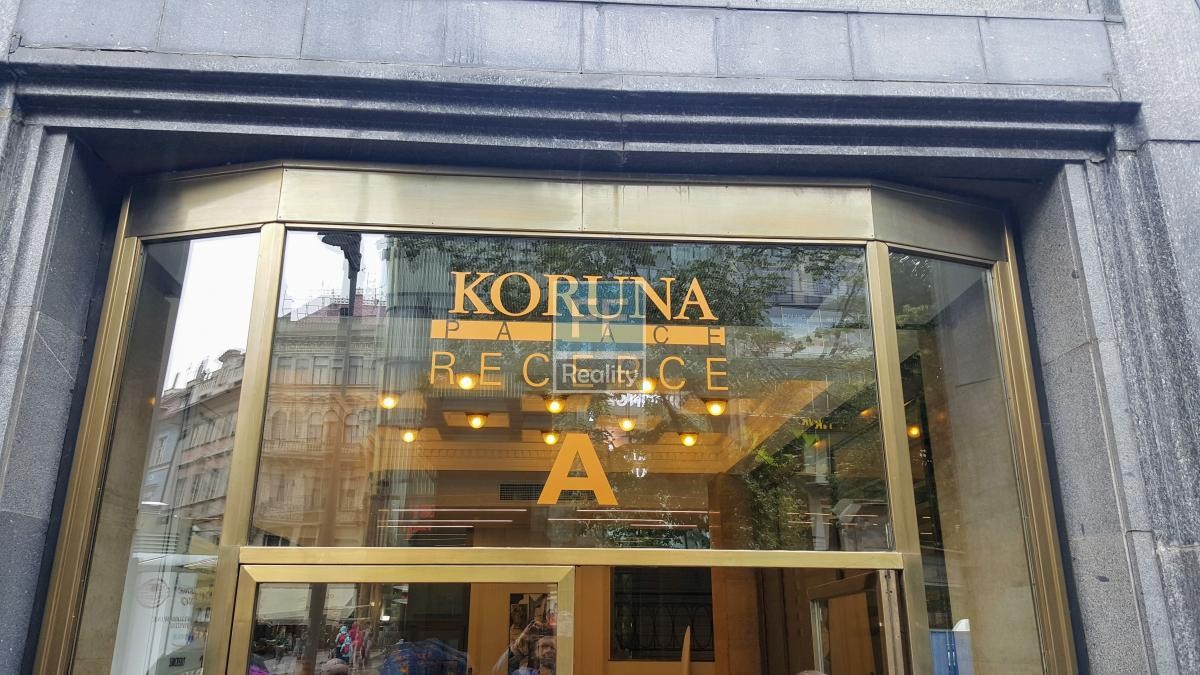 KORUNA
PALACE
RECEPCE
Reality
A